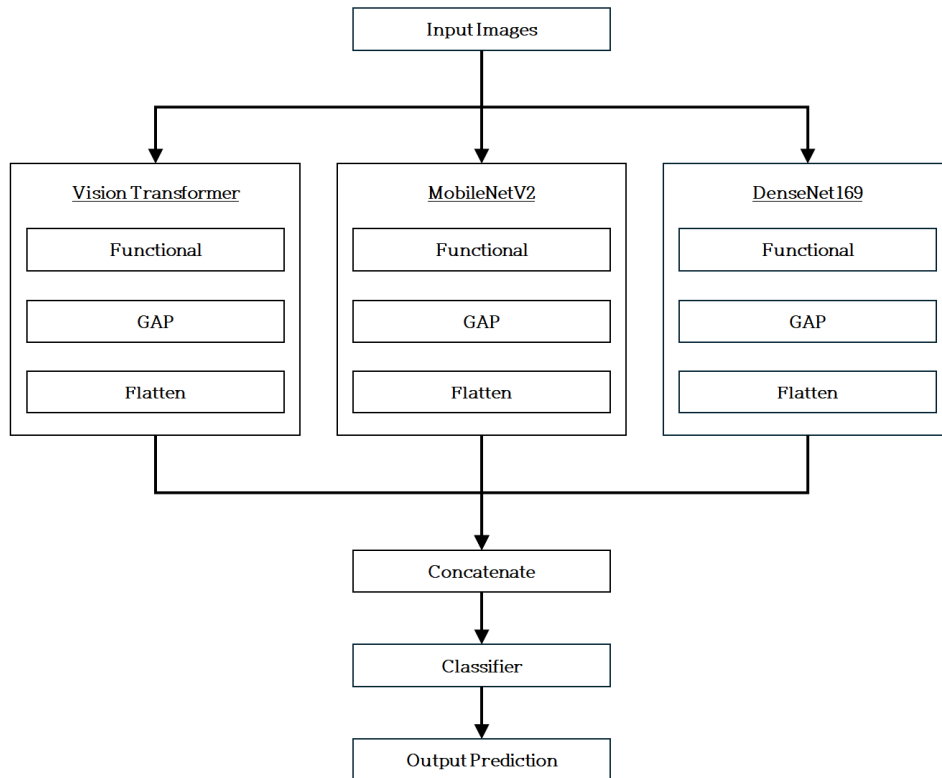 Input Images
Vision Transformer
Functional
GAP
Flatten
MobileNetV2
Functional
GAP
Flatten
DenseNet169
Functional
GAP
Flatten
Concatenate
Classifier
Output Prediction